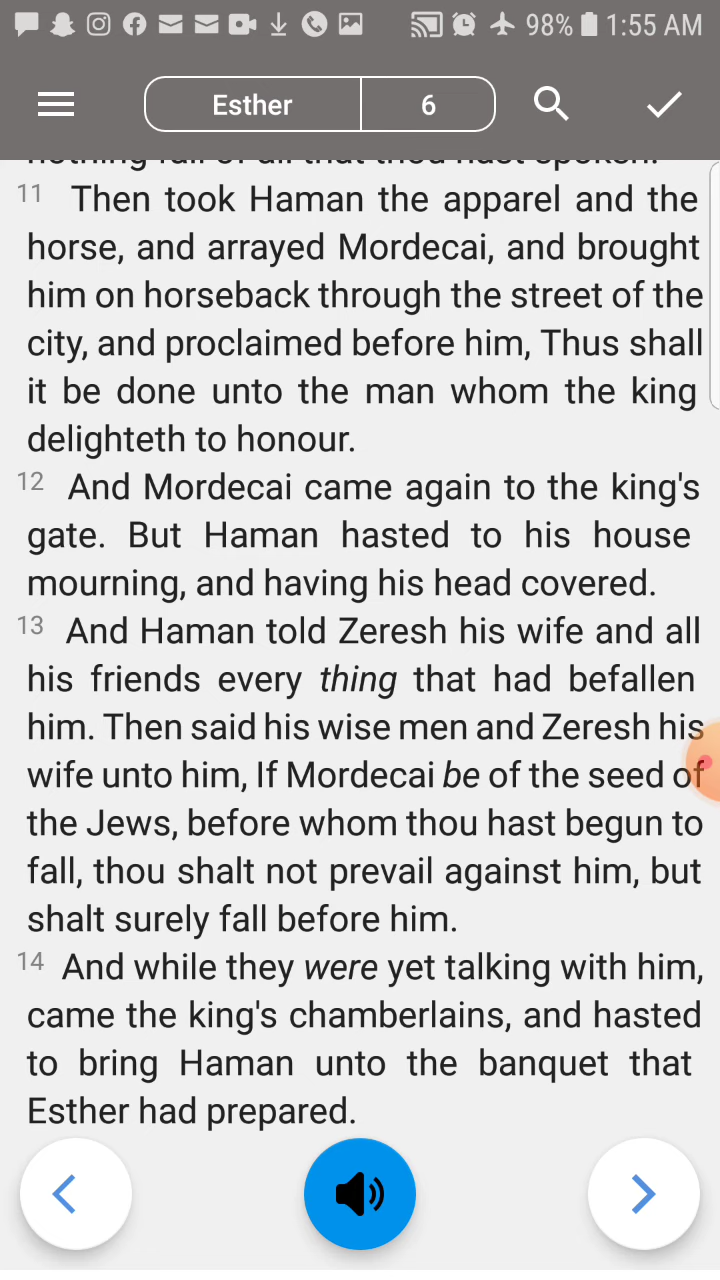 98% 1:55 AM
Esther 6
11 Then took Haman the apparel and the
horse, and arrayed Mordecai, and brought
him on horseback through the street of the
city, and proclaimed before him, Thus shall
it be done unto the man whom the king
delighteth to honour.
12 And Mordecai came again to the king's
gate. But Haman hasted to his house
mourning, and having his head covered.
13 And Haman told Zeresh his wife and all
his friends every thing that had befallen
him. Then said his wise men and Zeresh his
wife unto him, If Mordecai be of the seed of
the Jews, before whom thou hast begun to
fall, thou shalt not prevail against him, but
shalt surely fall before him.
14 And while they were yet talking with him,
came the king's chamberlains, and hasted
to bring Haman unto the banquet that
Esther had prepared.